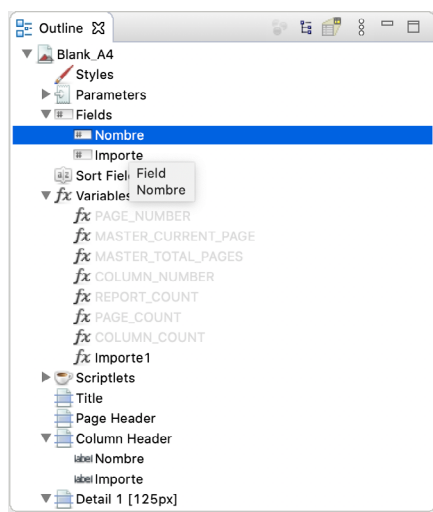 Outline
Blank_A4
Styles
Parameters
Fields
Nombre
Importe
Sort Fiel
Field
Nombre
Variables
PAGE_NUMBER
MASTER_CURRENT_PAGE
MASTER_TOTAL_PAGES
COLUMN_NUMBER
REPORT_COUNT
PAGE_COUNT
COLUMN_COUNT
Importe1
Scriptlets
Title
Page Header
Column Header
label Nombre
label Importe
Detail 1 [125px]